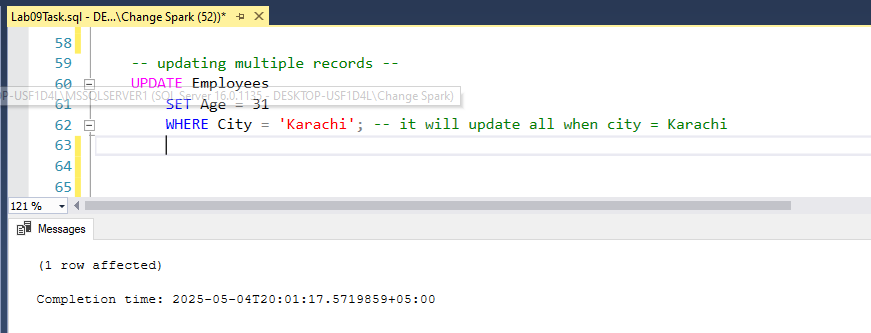 Lab09Task.sql - DE...\Change Spark (52))*
58
59 -- updating multiple records --
60 UPDATE Employees
P-USF1D4L\MSSQLSERVER1 (SQL Server 16.0.1135 - DESKTOP-USF1D4L\Change Spark)
61 SET Age = 31
62 WHERE City = 'Karachi'; -- it will update all when city = Karachi
63
64
65
121 %
Messages
(1 row affected)
Completion time: 2025-05-04T20:01:17.5719859+05:00